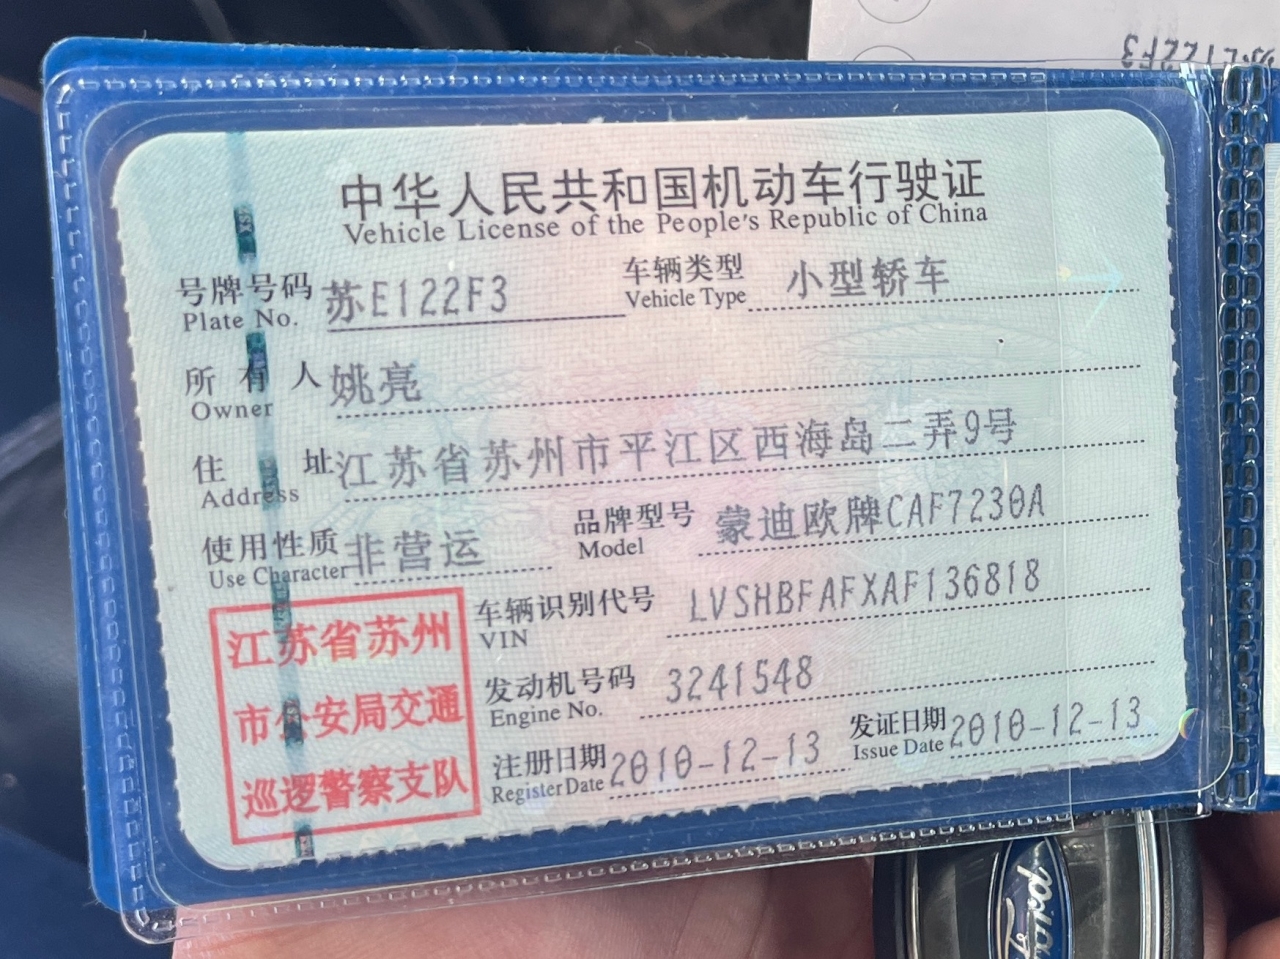 中华人民共和国机动车行驶证
Vehicle License of the People's Republic of China
号牌号码 苏E122F3 车辆类型 小型轿车
Plate No. Vehicle Type
所有人 姚亮
Owner
住址 江苏省苏州市平江区西海岛二弄9号
Address
使用性质 非营运 品牌型号 蒙迪欧牌CAF7230A
Use Character Model
车辆识别代号 LVSHBFAFXAF136818
VIN
发动机号码 3241548
Engine No.
注册日期 2010-12-13 发证日期 2010-12-13
Register Date Issue Date
江苏省苏州
市公安局交通
巡逻警察支队
Ford